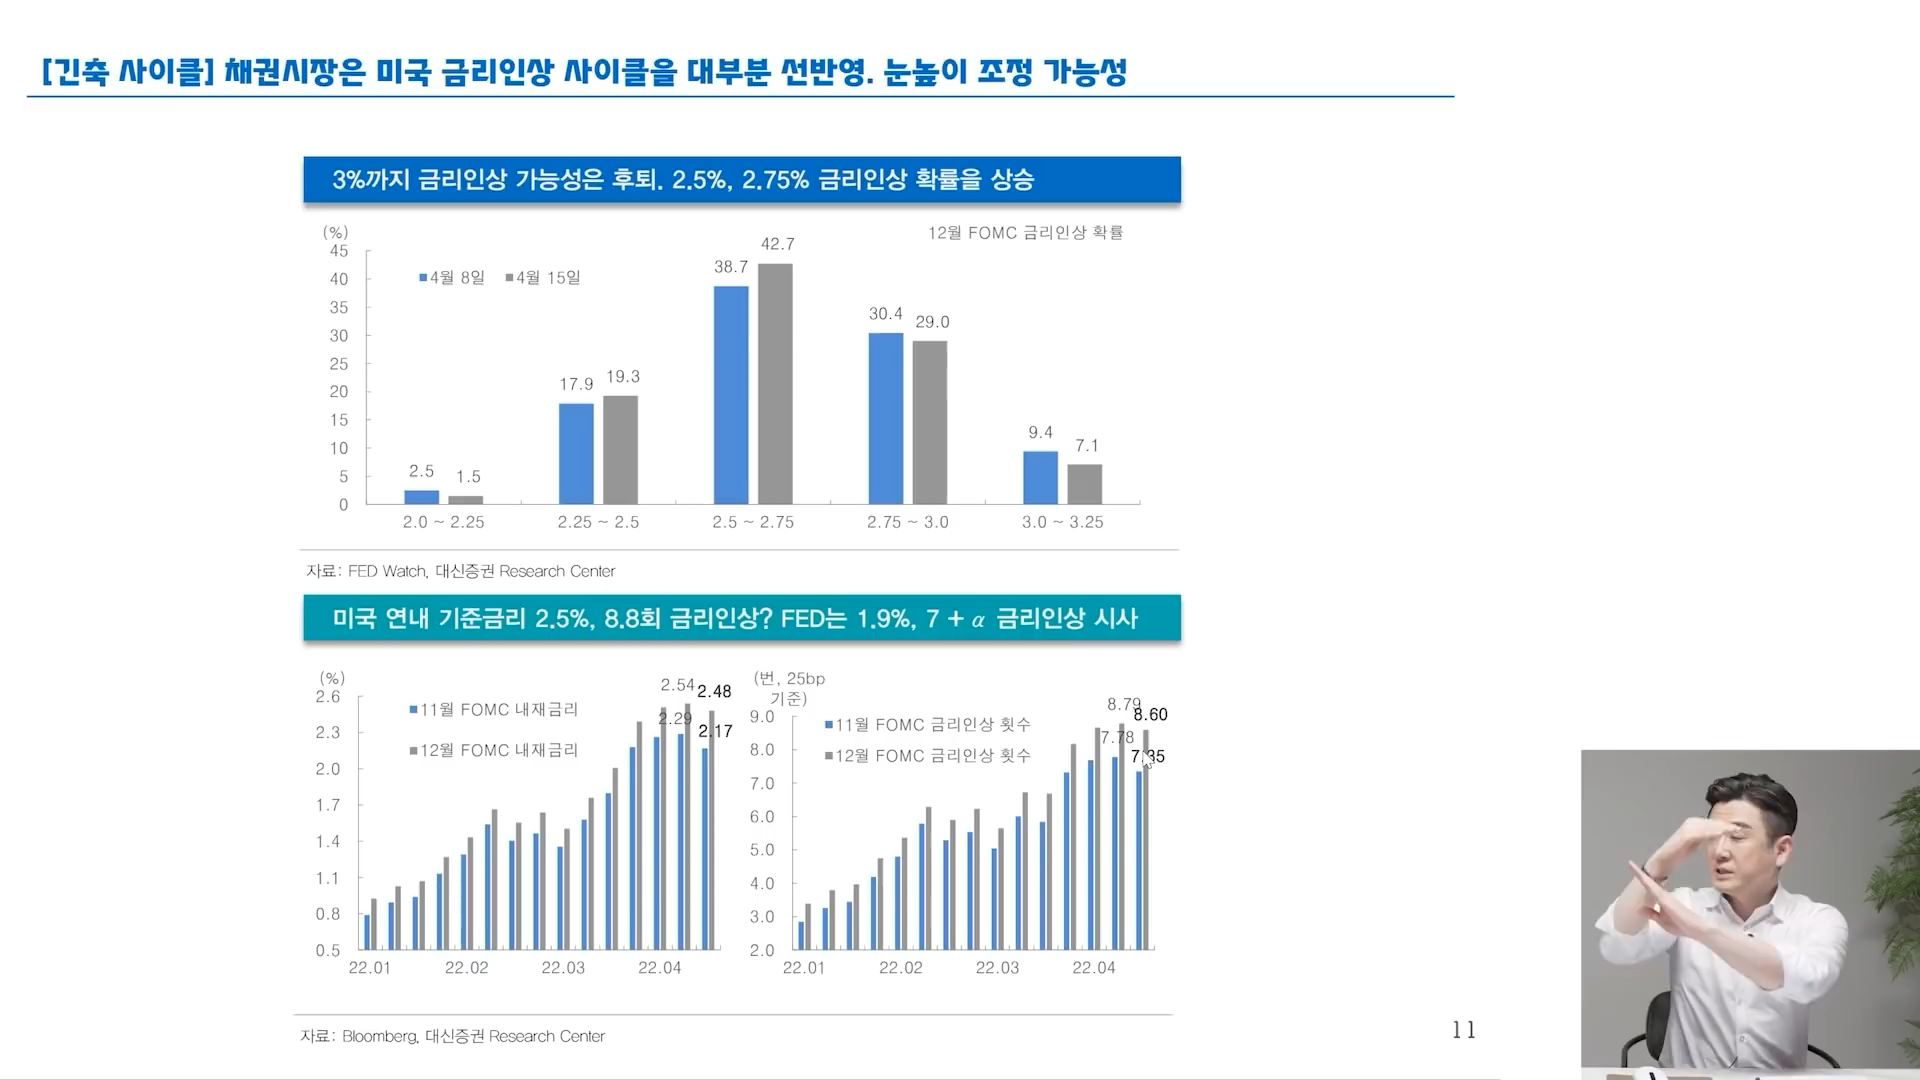 [긴축 사이클] 채권시장은 미국 금리인상 사이클을 대부분 선반영. 눈높이 조정 가능성
3%까지 금리인상 가능성은 후퇴. 2.5%, 2.75% 금리인상 확률을 상승
(%)
12월 FOMC 금리인상 확률
4월 8일 4월 15일
45
40
35
30
25
20
15
10
5
0
2.5 1.5
17.9 19.3
38.7 42.7
30.4 29.0
9.4 7.1
2.0 ~ 2.25 2.25 ~ 2.5 2.5 ~ 2.75 2.75 ~ 3.0 3.0 ~ 3.25
자료: FED Watch, 대신증권 Research Center
미국 연내 기준금리 2.5%, 8.8회 금리인상? FED는 1.9%, 7 + α 금리인상 시사
(%)
11월 FOMC 내재금리
12월 FOMC 내재금리
2.6
2.3
2.0
1.7
1.4
1.1
0.8
0.5
2.54 2.48
2.29 2.17
22.01 22.02 22.03 22.04
(번, 25bp
기준)
11월 FOMC 금리인상 횟수
12월 FOMC 금리인상 횟수
9.0
8.0
7.0
6.0
5.0
4.0
3.0
2.0
8.79 8.60
7.78 7.35
22.01 22.02 22.03 22.04
자료: Bloomberg, 대신증권 Research Center
11